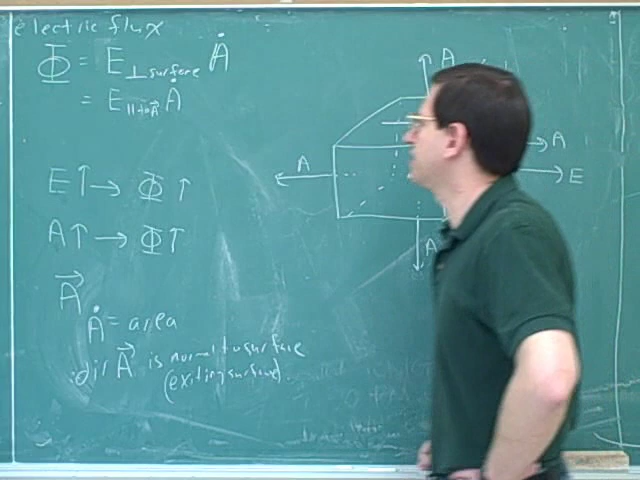 electric flux
Φ = E⊥surface Å
= E∥to A⃗ Å
E↑ → Φ ↑
A↑ → Φ↑
A⃗
Å = area
dir A⃗ is normal to surface
(exiting surface).
A
A
A
E
A